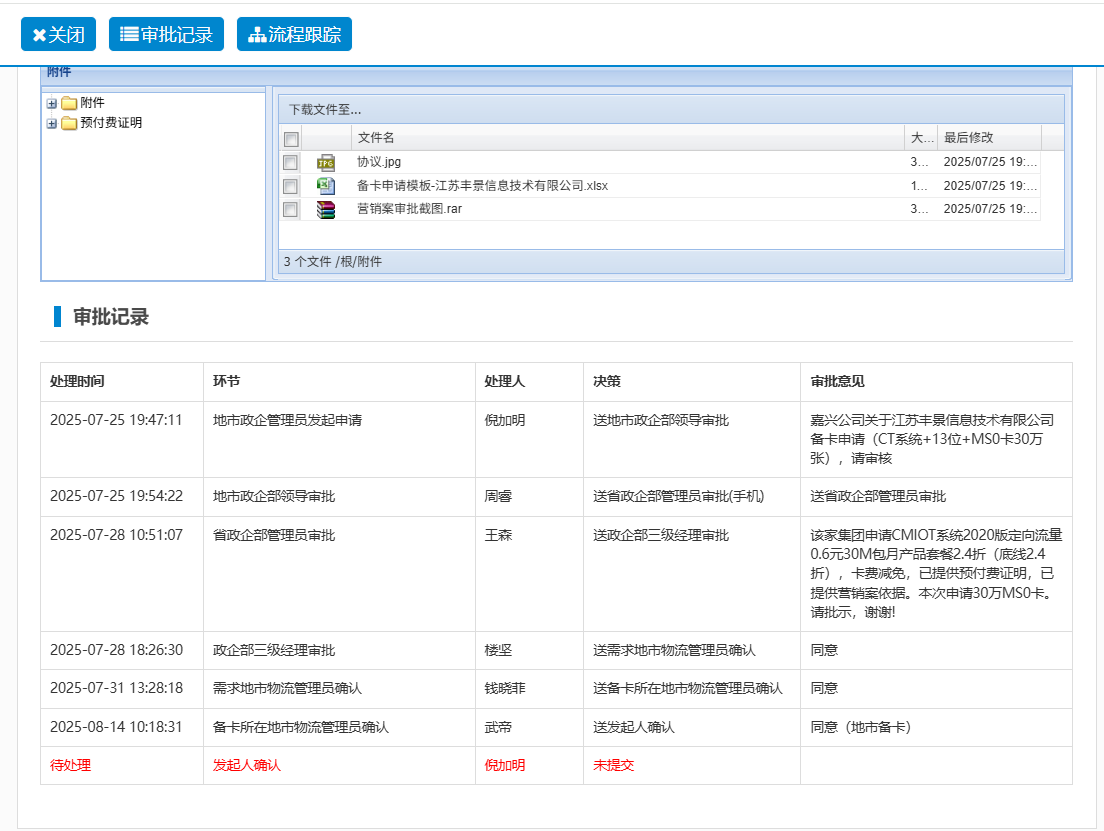 关闭 审批记录 流程跟踪
附件
附件
预付费证明
下载文件至...
文件名 大... 最后修改
协议.jpg 3... 2025/07/25 19:...
备卡申请模板-江苏丰景信息技术有限公司.xlsx 1... 2025/07/25 19:...
营销案审批截图.rar 3... 2025/07/25 19:...
3 个文件 /根/附件
审批记录
处理时间 环节 处理人 决策 审批意见
2025-07-25 19:47:11 地市政企管理员发起申请 倪加明 送地市政企部领导审批 嘉兴公司关于江苏丰景信息技术有限公司
备卡申请（CT系统+13位+MS0卡30万
张），请审核
2025-07-25 19:54:22 地市政企部领导审批 周睿 送省政企部管理员审批(手机) 送省政企部管理员审批
2025-07-28 10:51:07 省政企部管理员审批 王森 送政企部三级经理审批 该家集团申请CMIOT系统2020版定向流量
0.6元30M包月产品套餐2.4折（底线2.4
折），卡费减免，已提供预付费证明，已
提供营销案依据。本次申请30万MS0卡。
请批示，谢谢!
2025-07-28 18:26:30 政企部三级经理审批 楼坚 送需求地市物流管理员确认 同意
2025-07-31 13:28:18 需求地市物流管理员确认 钱晓菲 送备卡所在地市物流管理员确认 同意
2025-08-14 10:18:31 备卡所在地市物流管理员确认 武帝 送发起人确认 同意（地市备卡）
待处理 发起人确认 倪加明 未提交